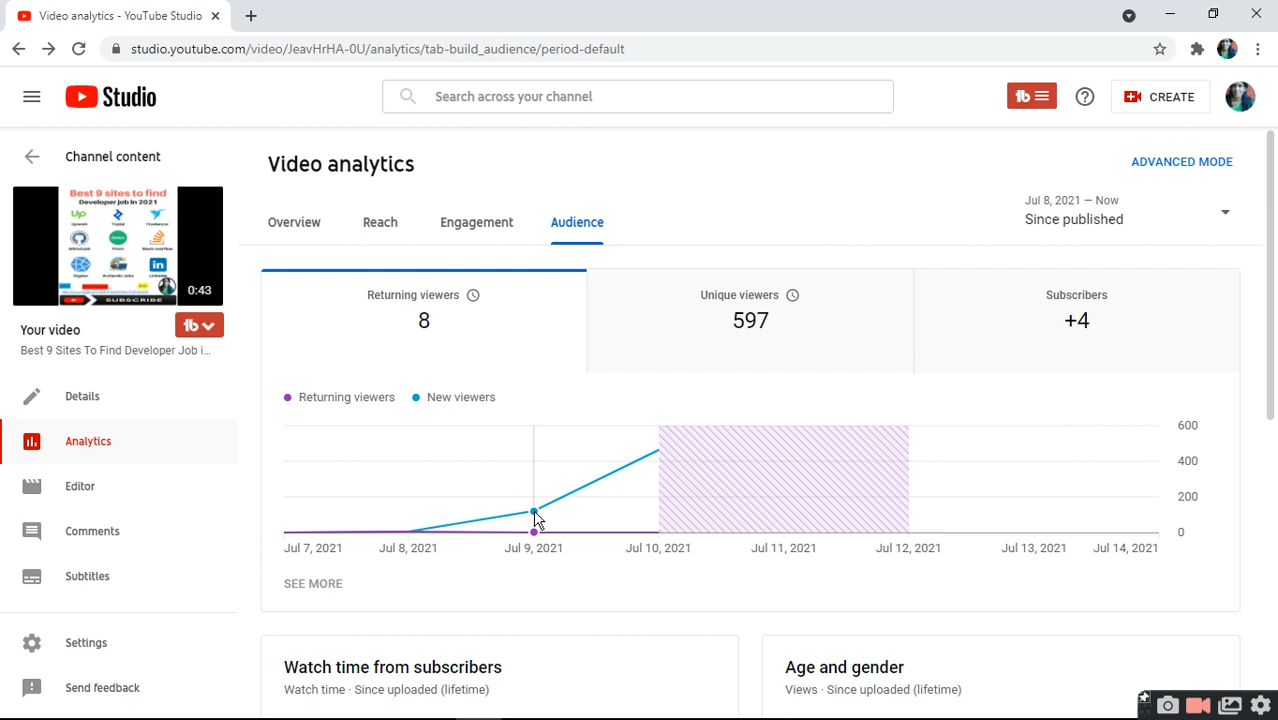 Video analytics - YouTube Studio
studio.youtube.com/video/JeavHrHA-0U/analytics/tab-build_audience/period-default
Studio
Search across your channel
tb
CREATE
Channel content
Best 9 sites to find
Developer job in 2021
Up
SUBSCRIBE
0:43
Your video
tb
Best 9 Sites To Find Developer Job i...
Details
Analytics
Editor
Comments
Subtitles
Settings
Send feedback
Video analytics
ADVANCED MODE
Overview
Reach
Engagement
Audience
Jul 8, 2021 – Now
Since published
Returning viewers
8
Unique viewers
597
Subscribers
+4
Returning viewers
New viewers
600
400
200
0
Jul 7, 2021
Jul 8, 2021
Jul 9, 2021
Jul 10, 2021
Jul 11, 2021
Jul 12, 2021
Jul 13, 2021
Jul 14, 2021
SEE MORE
Watch time from subscribers
Watch time · Since uploaded (lifetime)
Age and gender
Views · Since uploaded (lifetime)